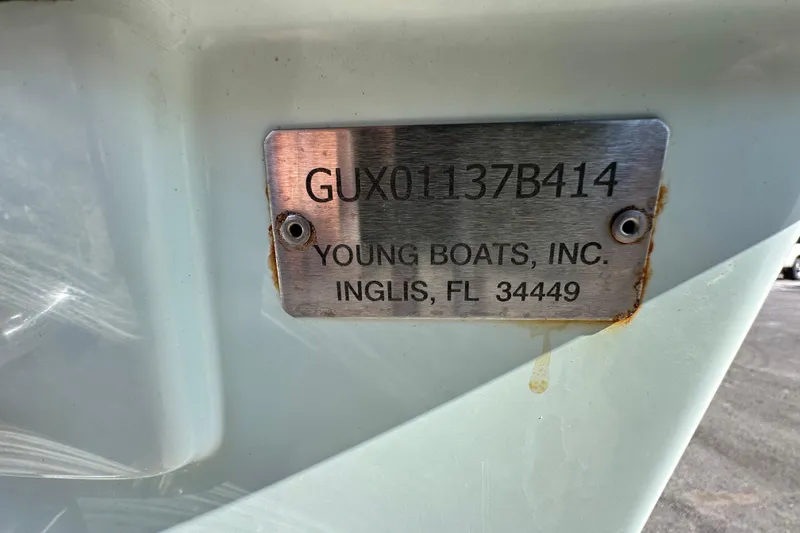 GUX01137B414
YOUNG BOATS, INC.
INGLIS, FL 34449